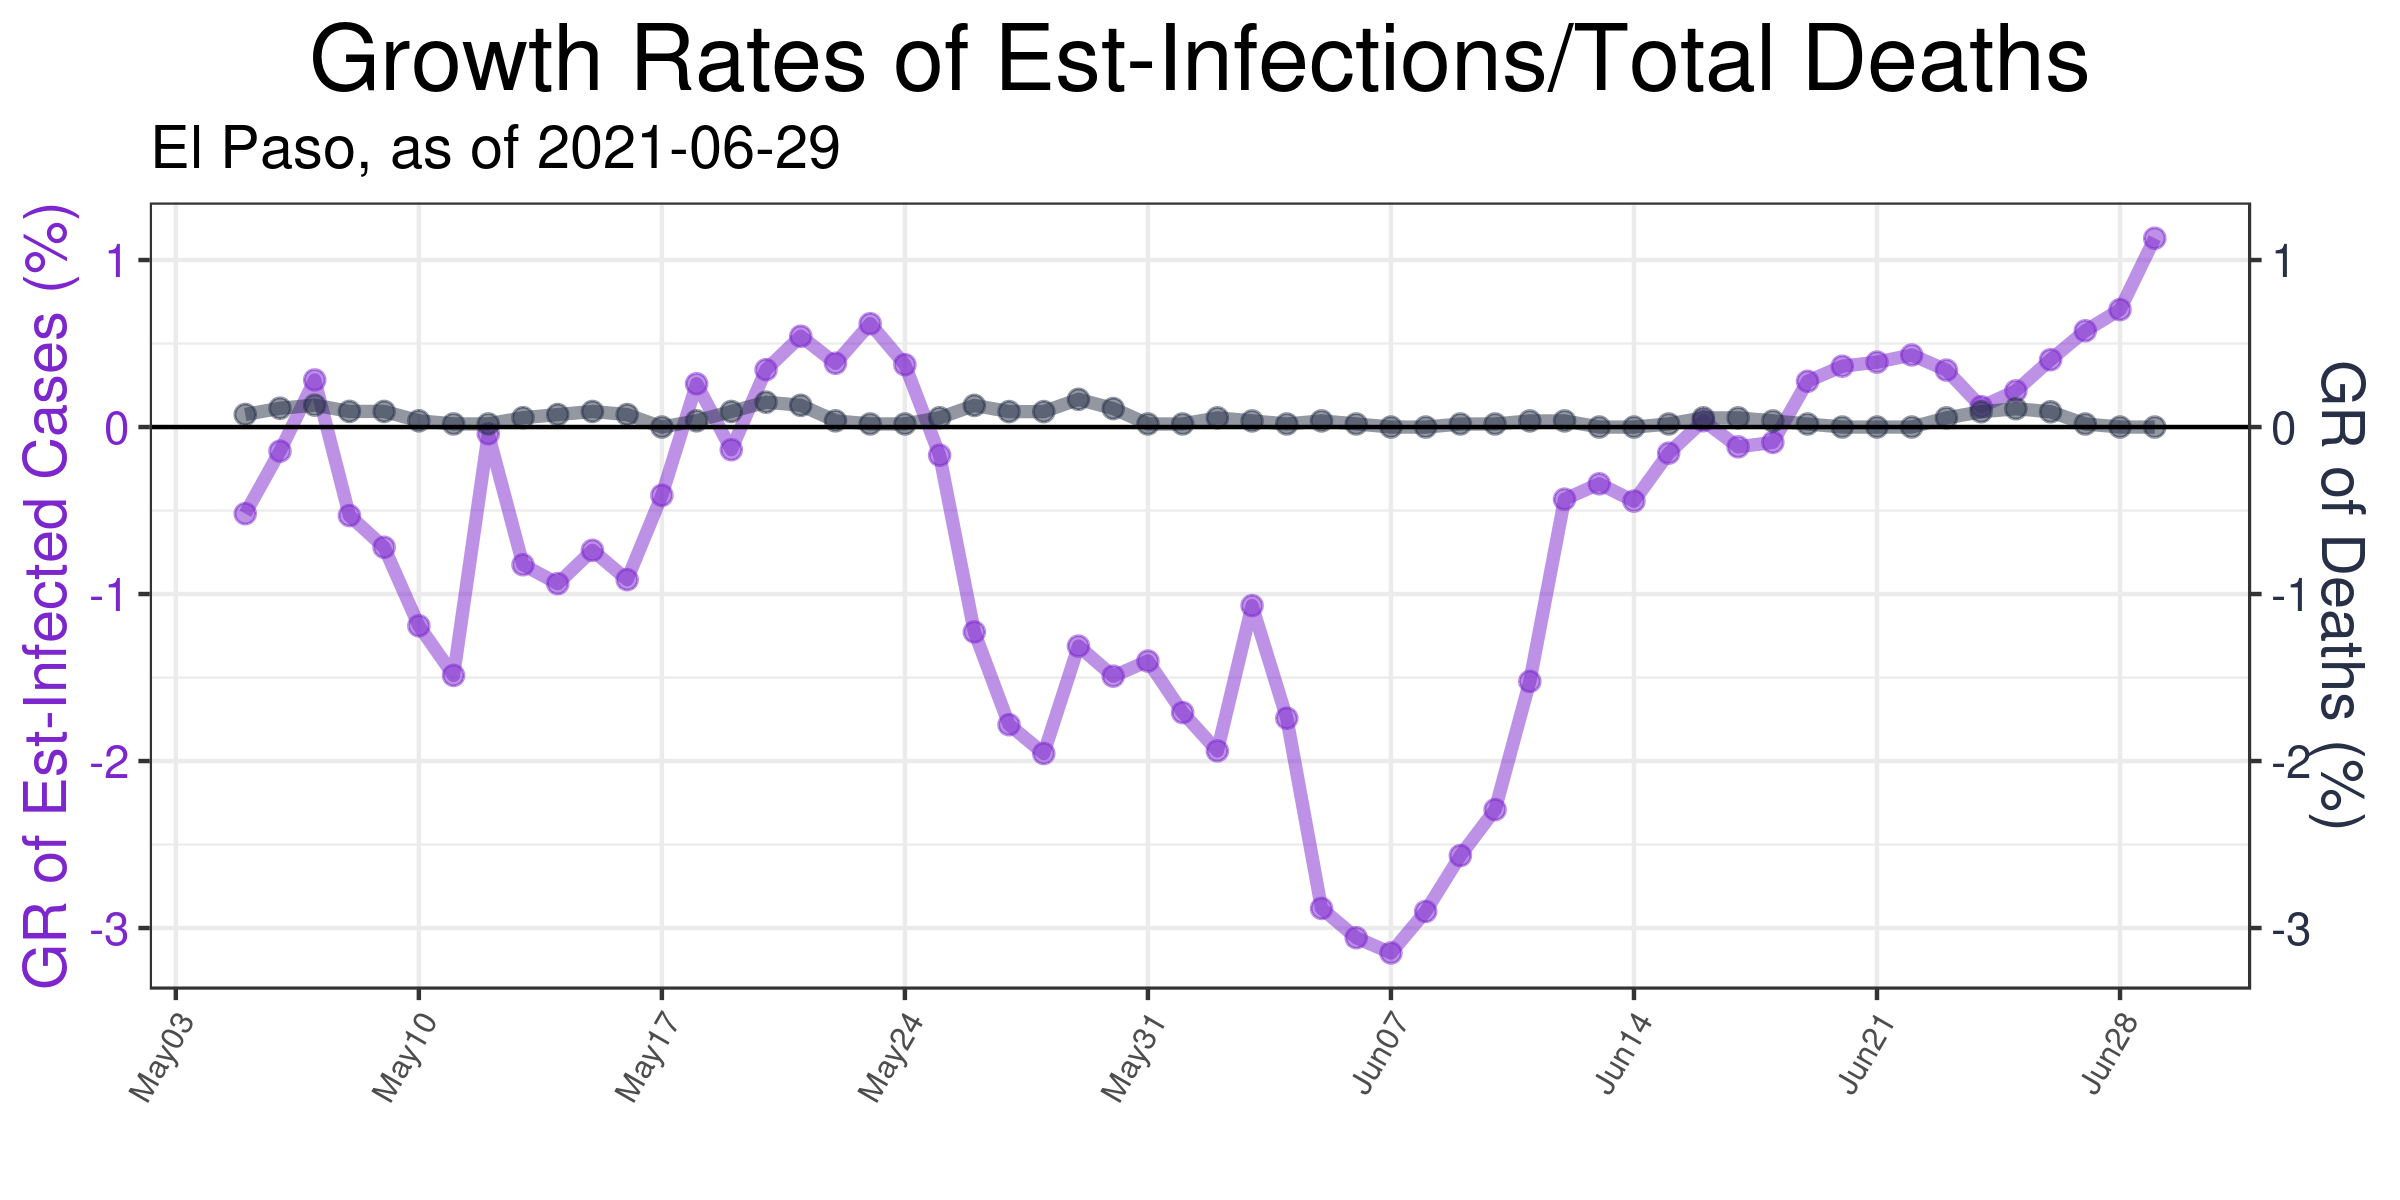 Growth Rates of Est-Infections/Total Deaths
El Paso, as of 2021-06-29
GR of Est-Infected Cases (%)
1
0
-1
-2
-3
1
0
-1
-2
-3
GR of Deaths (%)
May03
May10
May17
May24
May31
Jun07
Jun14
Jun21
Jun28